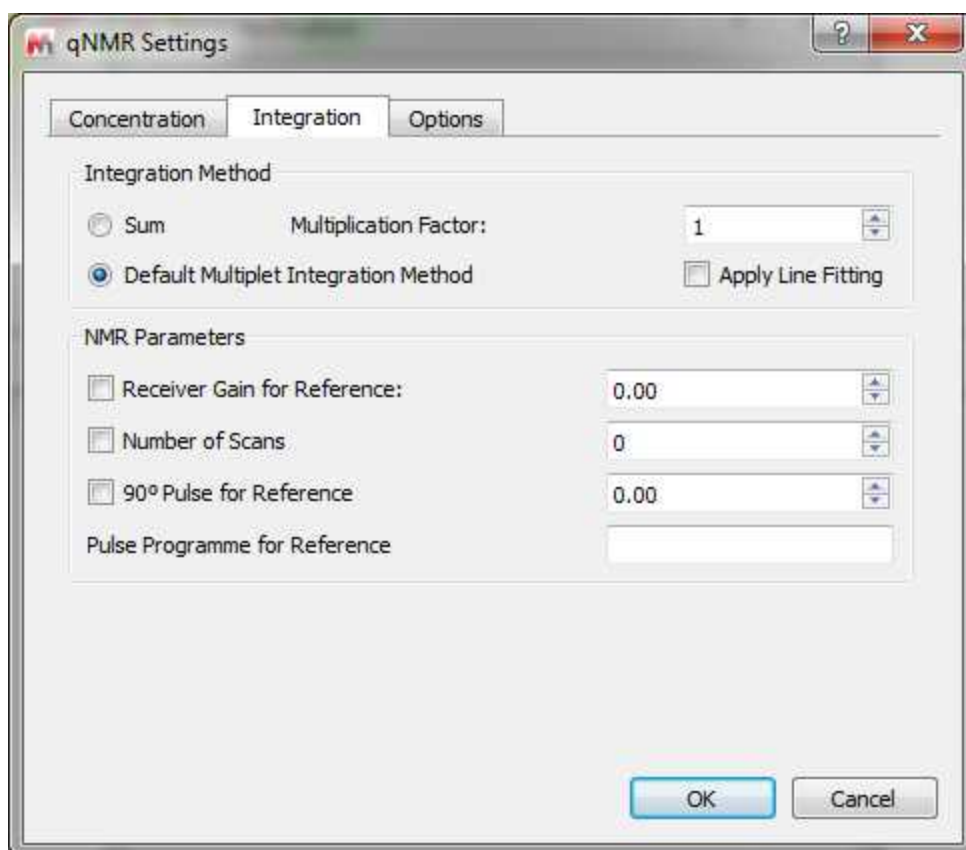 qNMR Settings
Concentration Integration Options
Integration Method
Sum Multiplication Factor: 1
Default Multiplet Integration Method Apply Line Fitting
NMR Parameters
Receiver Gain for Reference: 0.00
Number of Scans 0
90º Pulse for Reference 0.00
Pulse Programme for Reference
OK Cancel